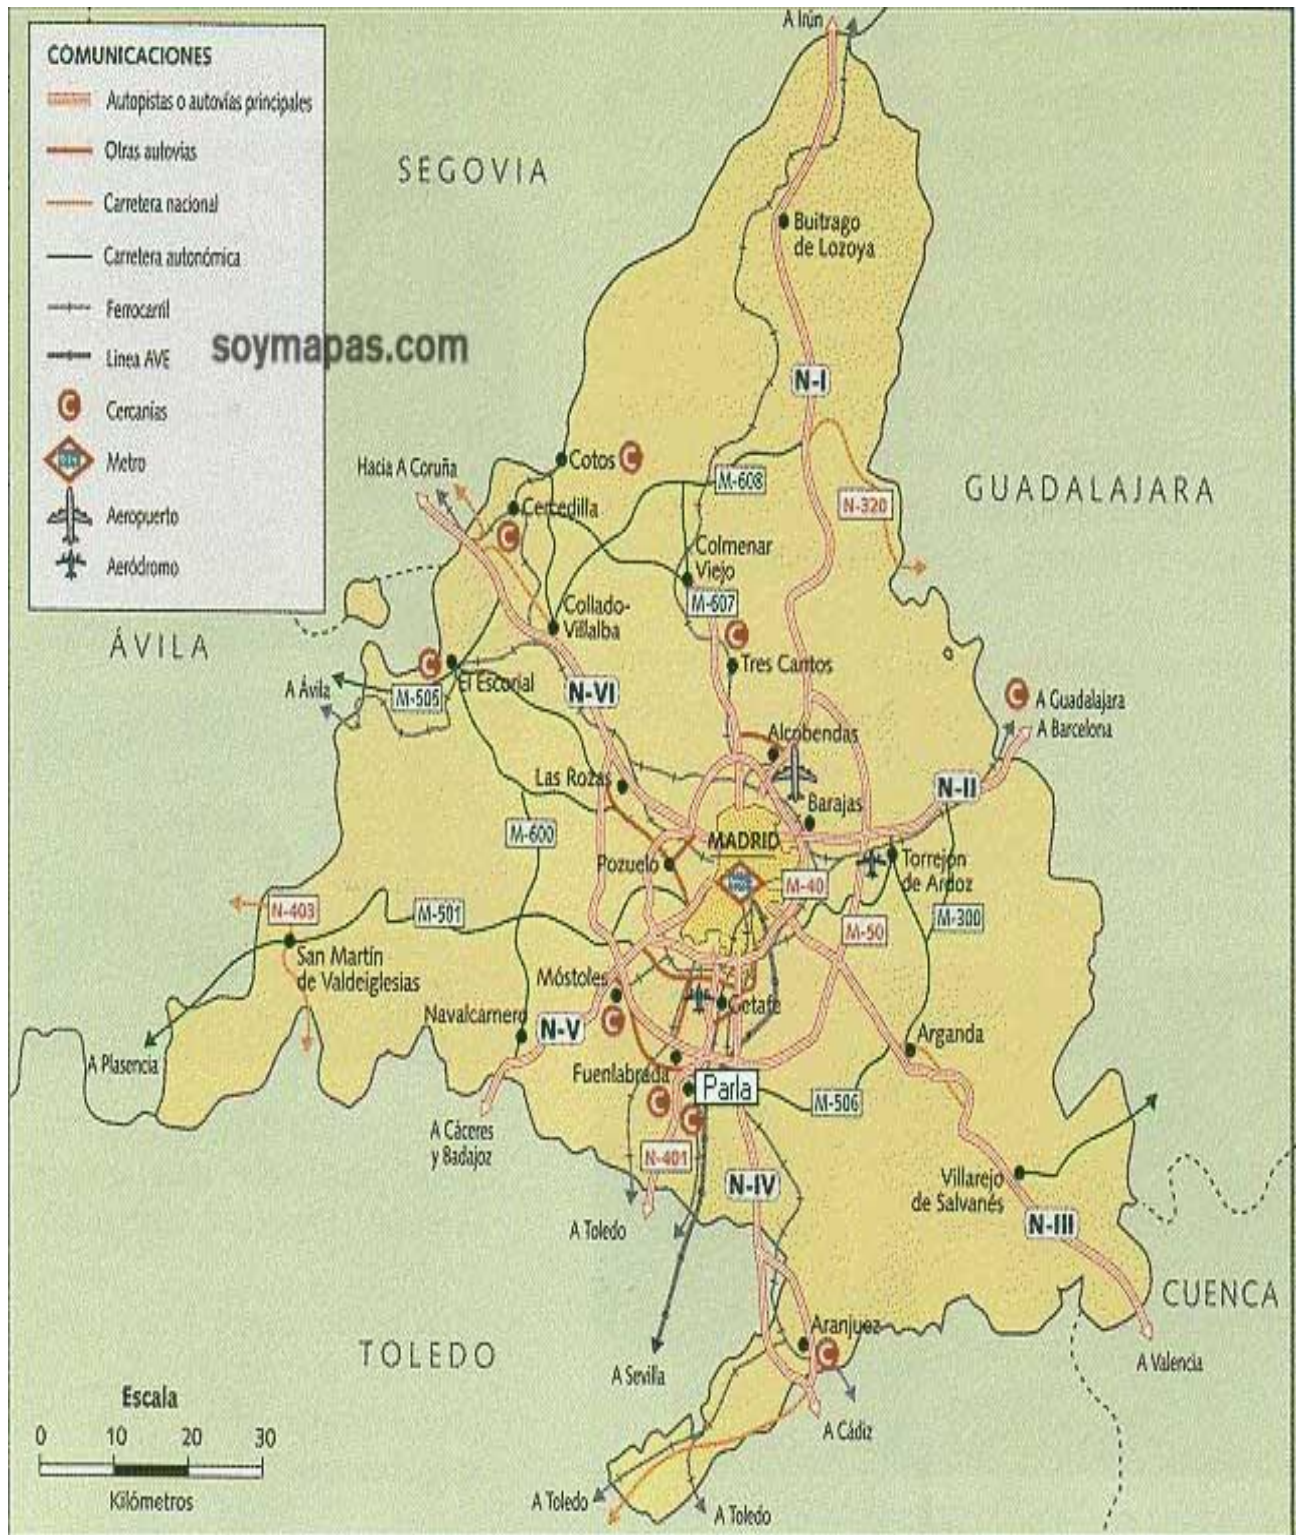 COMUNICACIONES
Autopistas o autovías principales
Otras autovías
Carretera nacional
Carretera autonómica
Ferrocarril
Linea AVE
C
Cercanías
Metro
Aeropuerto
Aeródromo
soymapas.com
A Irún
SEGOVIA
Buitrago
de Lozoya
N-I
Cotos C
Hacia A Coruña
M-608
GUADALAJARA
N-320
Cercedilla
C
Colmenar
Viejo
M-607
Collado-
Villalba
C
Tres Cantos
ÁVILA
C
El Escorial
A Ávila
M-505
N-VI
C
A Guadalajara
A Barcelona
Alcobendas
Las Rozas
N-II
Barajas
M-600
MADRID
Pozuelo
Torrejón
de Ardoz
M-40
N-403
M-501
M-300
M-50
San Martín
de Valdeiglesias
Móstoles
C
Getafe
Navalcarnero
N-V
Arganda
A Plasencia
Fuenlabrada
Parla
C
C
M-506
A Cáceres
y Badajoz
N-401
N-IV
Villarejo
de Salvanés
N-III
A Toledo
CUENCA
Aranjuez
C
TOLEDO
A Sevilla
A Valencia
A Cádiz
Escala
0 10 20 30
Kilómetros
A Toledo
A Toledo